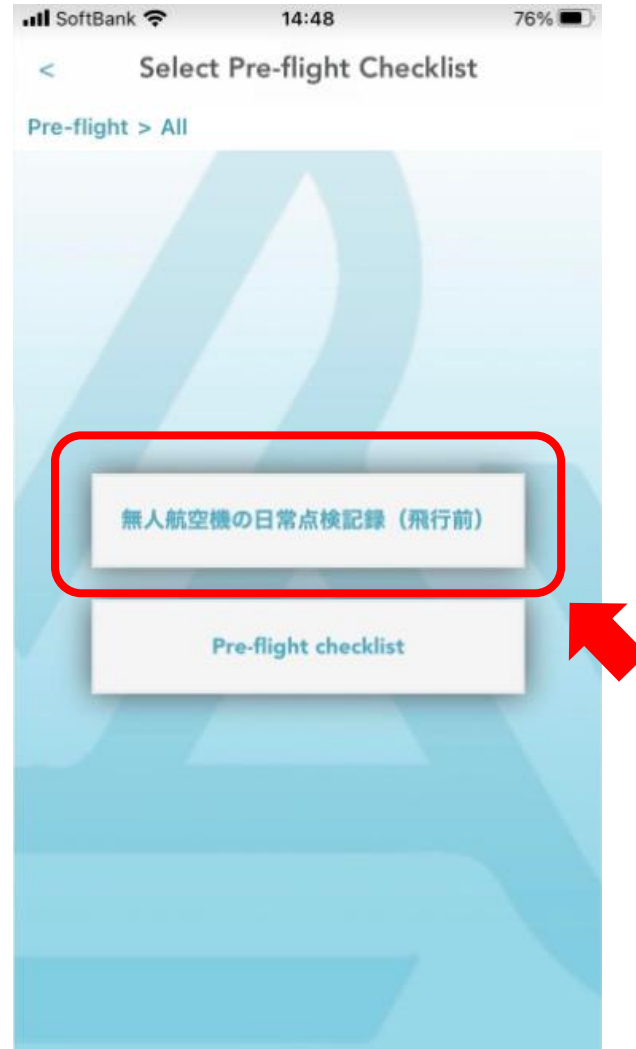 SoftBank 14:48 76%
< Select Pre-flight Checklist
Pre-flight > All
無人航空機の日常点検記録（飛行前）
Pre-flight checklist